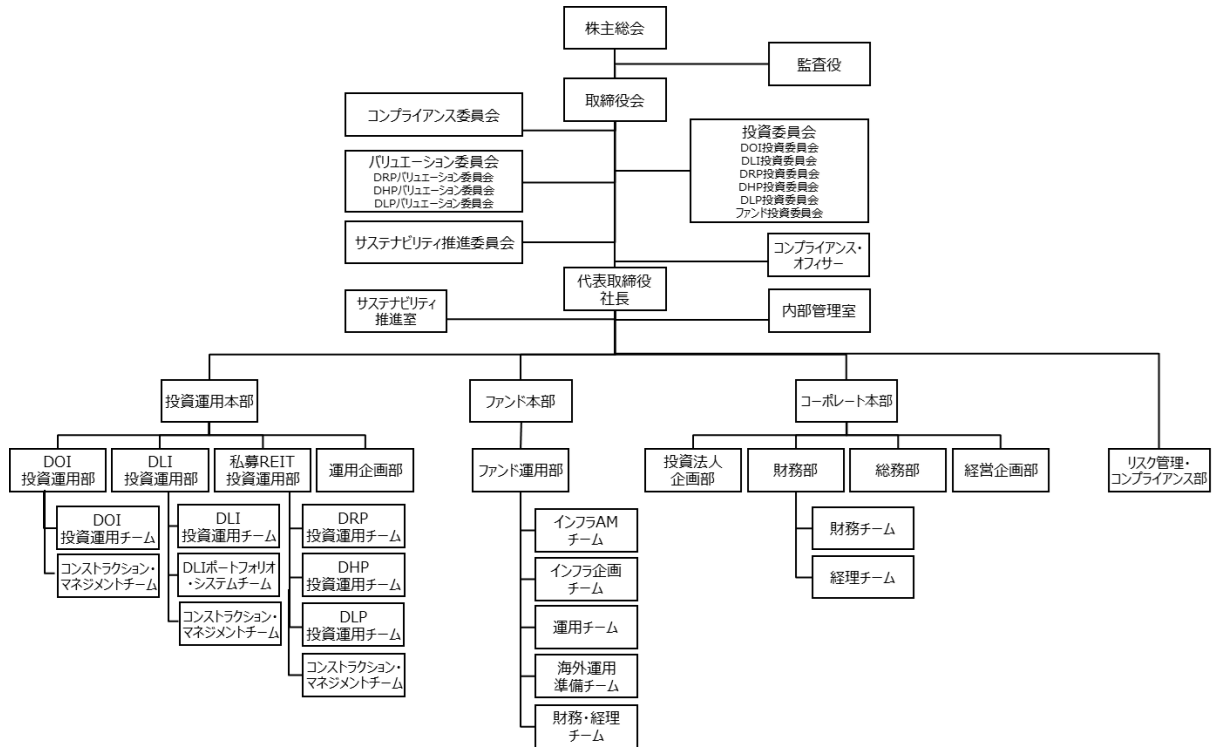 株主総会
監査役
取締役会
コンプライアンス委員会
投資委員会
DOI投資委員会
DLI投資委員会
DRP投資委員会
DHP投資委員会
DLP投資委員会
ファンド投資委員会
バリュエーション委員会
DRPバリュエーション委員会
DHPバリュエーション委員会
DLPバリュエーション委員会
サステナビリティ推進委員会
コンプライアンス・
オフィサー
代表取締役
社長
サステナビリティ
推進室
内部管理室
投資運用本部
ファンド本部
コーポレート本部
DOI
投資運用部
DLI
投資運用部
私募REIT
投資運用部
運用企画部
ファンド運用部
投資法人
企画部
財務部
総務部
経営企画部
リスク管理・
コンプライアンス部
DOI
投資運用チーム
コンストラクション・
マネジメントチーム
DLI
投資運用チーム
DLIポートフォリオ
・システムチーム
コンストラクション・
マネジメントチーム
DRP
投資運用チーム
DHP
投資運用チーム
DLP
投資運用チーム
コンストラクション・
マネジメントチーム
インフラAM
チーム
インフラ企画
チーム
運用チーム
海外運用
準備チーム
財務・経理
チーム
財務チーム
経理チーム